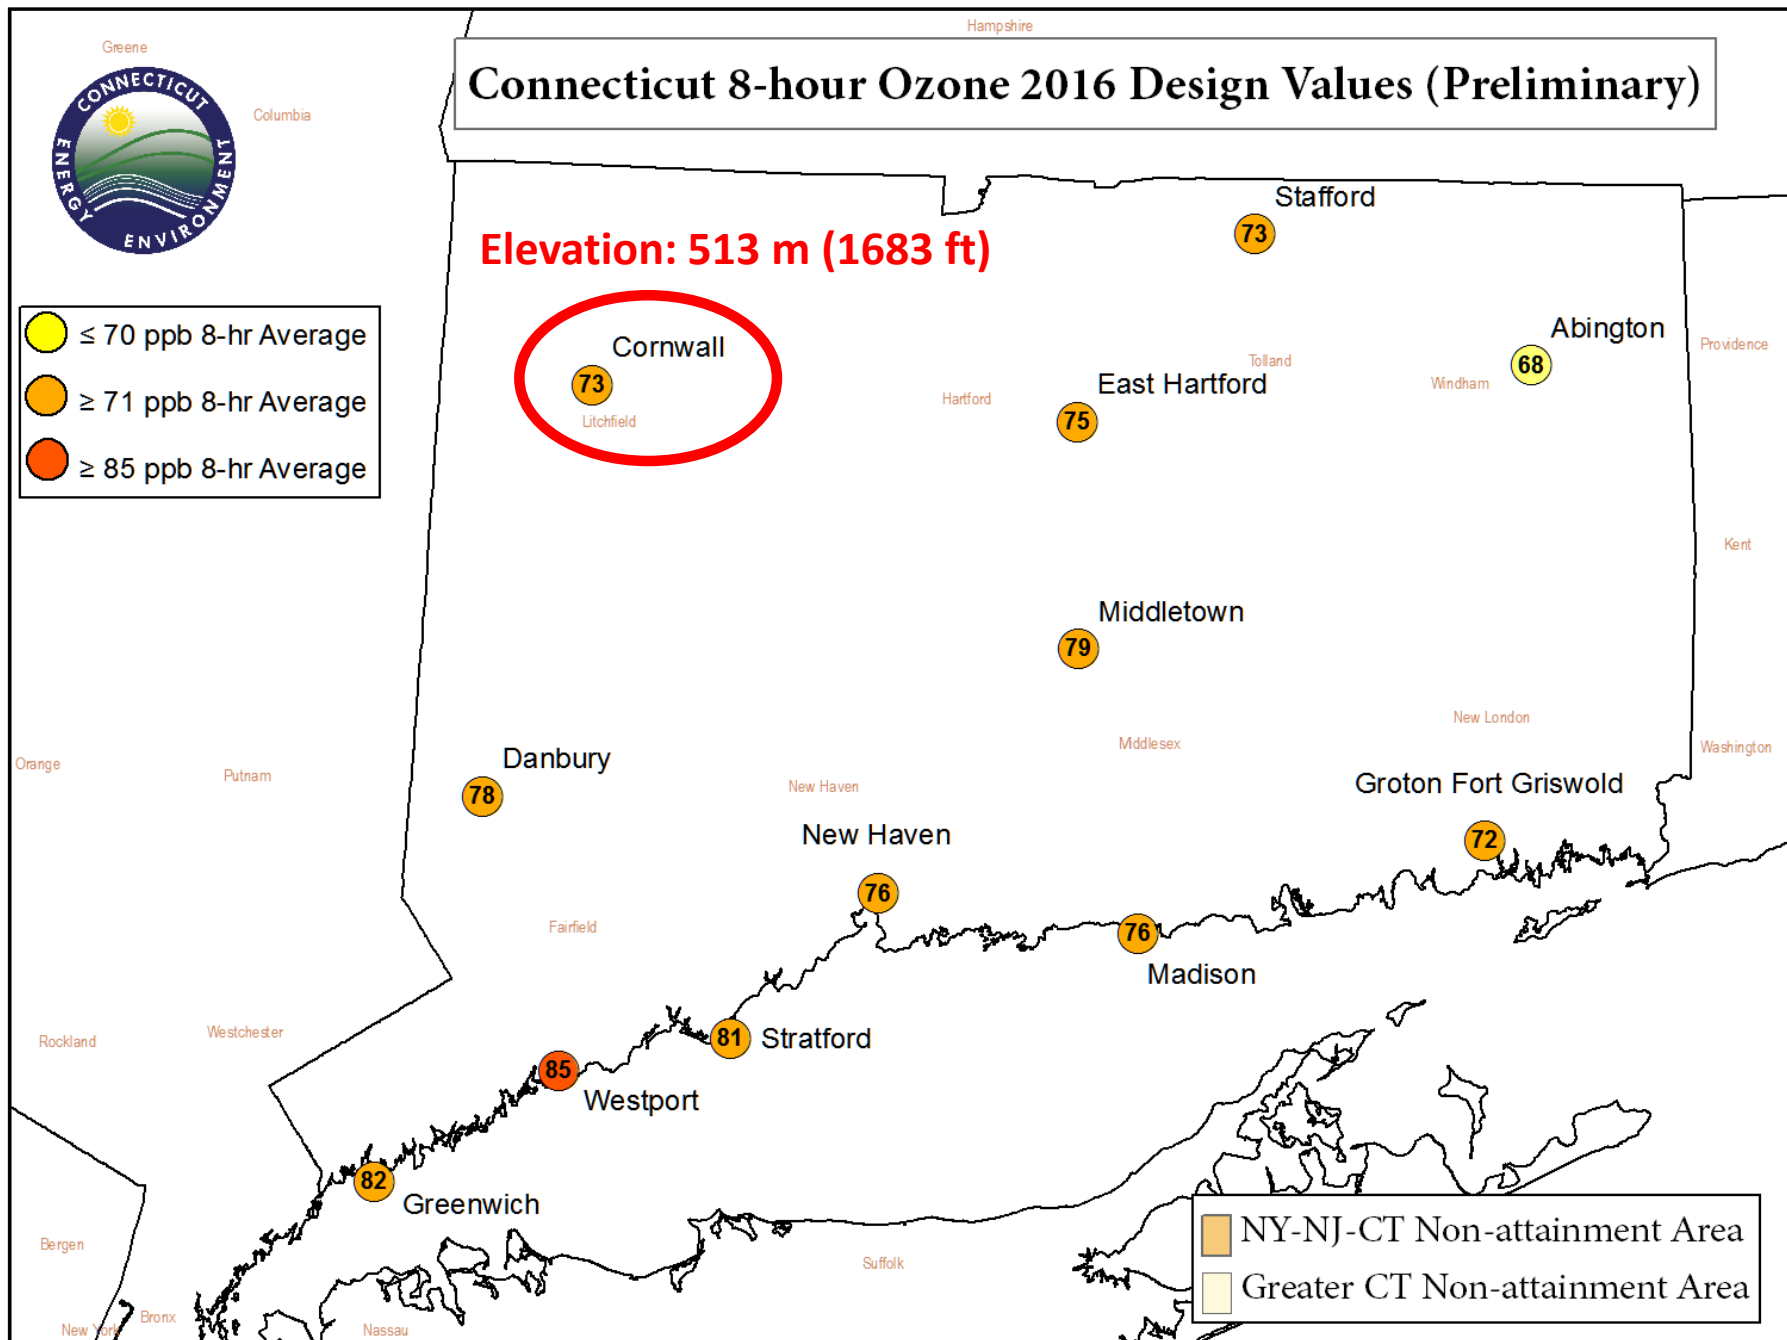 Hampshire
Greene
Connecticut 8-hour Ozone 2016 Design Values (Preliminary)
CONNECTICUT
ENERGY
ENVIRONMENT
Columbia
Stafford
73
Elevation: 513 m (1683 ft)
≤ 70 ppb 8-hr Average
≥ 71 ppb 8-hr Average
≥ 85 ppb 8-hr Average
Cornwall
73
Litchfield
Abington
68
Providence
Tolland
Windham
Hartford
East Hartford
75
Kent
Middletown
79
New London
Middlesex
Washington
Orange
Putnam
Danbury
78
New Haven
Groton Fort Griswold
72
New Haven
76
Fairfield
76
Madison
Rockland
Westchester
81
Stratford
85
Westport
82
Greenwich
Bergen
Suffolk
NY-NJ-CT Non-attainment Area
Greater CT Non-attainment Area
Bronx
New York
Nassau